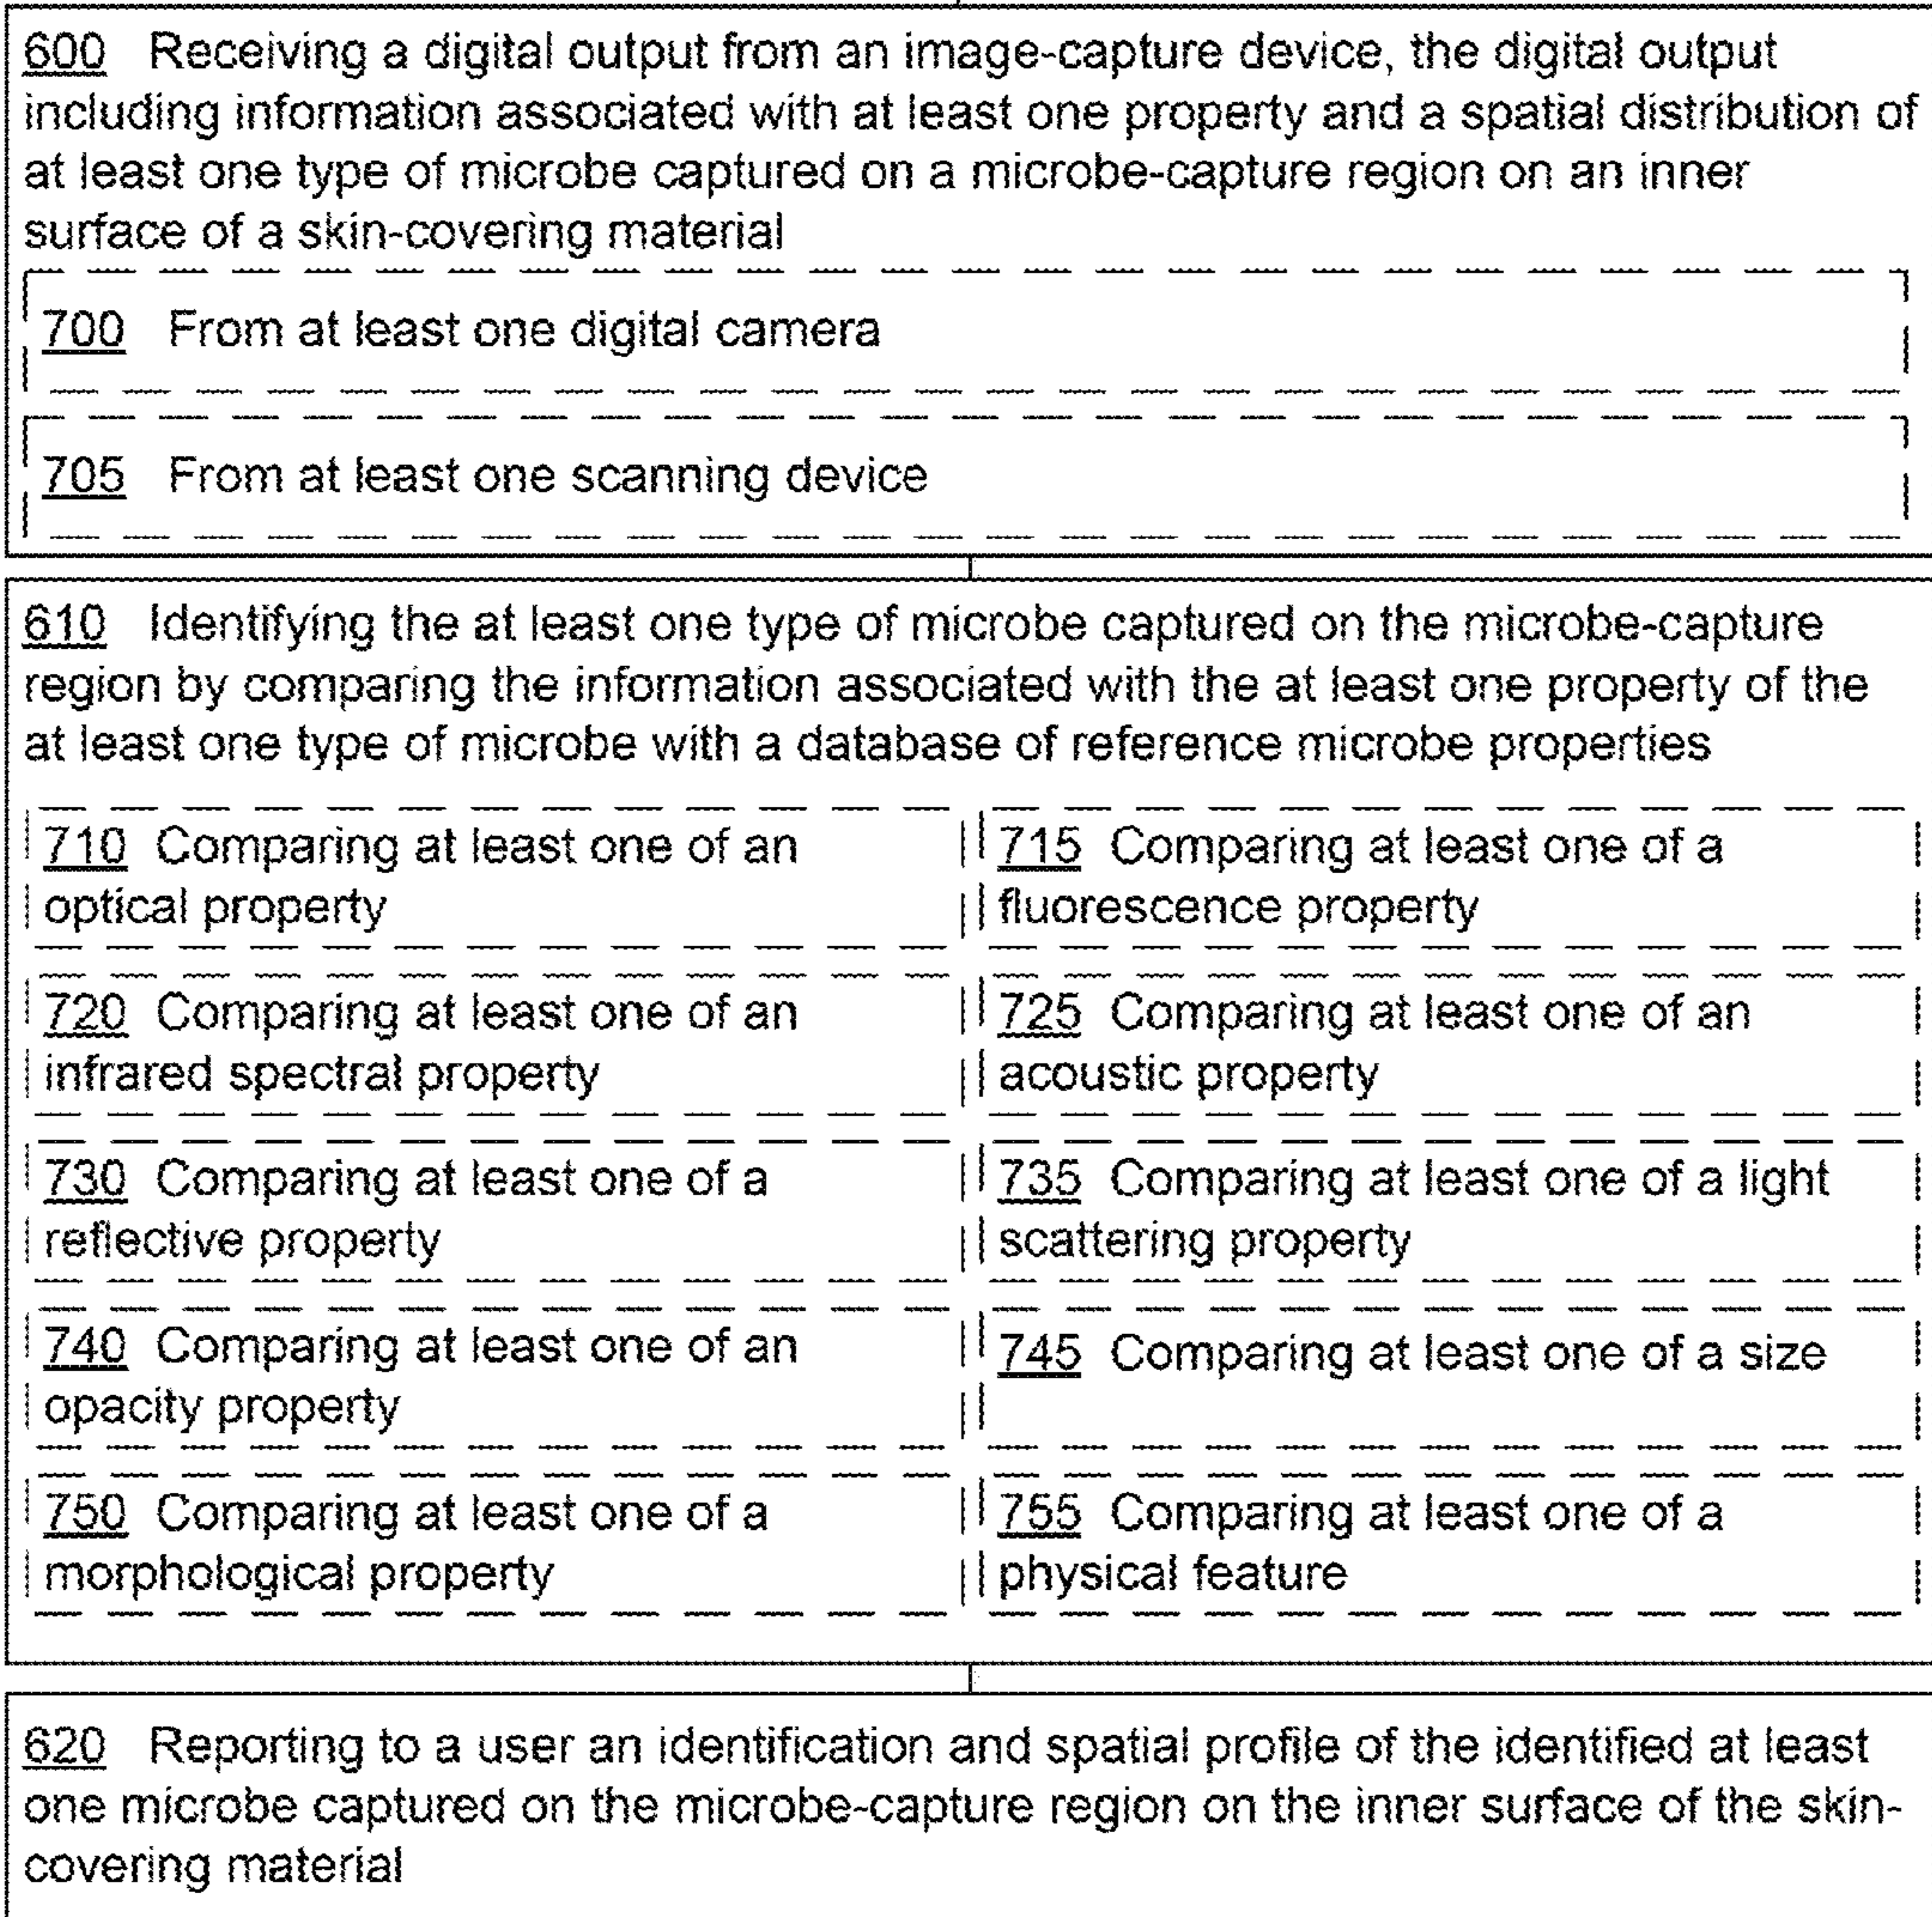 600 Receiving a digital output from an image-capture device, the digital output
including information associated with at least one property and a spatial distribution of
at least one type of microbe captured on a microbe-capture region on an inner
surface of a skin-covering material
700 From at least one digital camera
705 From at least one scanning device
610 Identifying the at least one type of microbe captured on the microbe-capture
region by comparing the information associated with the at least one property of the
at least one type of microbe with a database of reference microbe properties
710 Comparing at least one of an
optical property
715 Comparing at least one of a
fluorescence property
720 Comparing at least one of an
infrared spectral property
725 Comparing at least one of an
acoustic property
730 Comparing at least one of a
reflective property
735 Comparing at least one of a light
scattering property
740 Comparing at least one of an
opacity property
745 Comparing at least one of a size
750 Comparing at least one of a
morphological property
755 Comparing at least one of a
physical feature
620 Reporting to a user an identification and spatial profile of the identified at least
one microbe captured on the microbe-capture region on the inner surface of the skin-
covering material